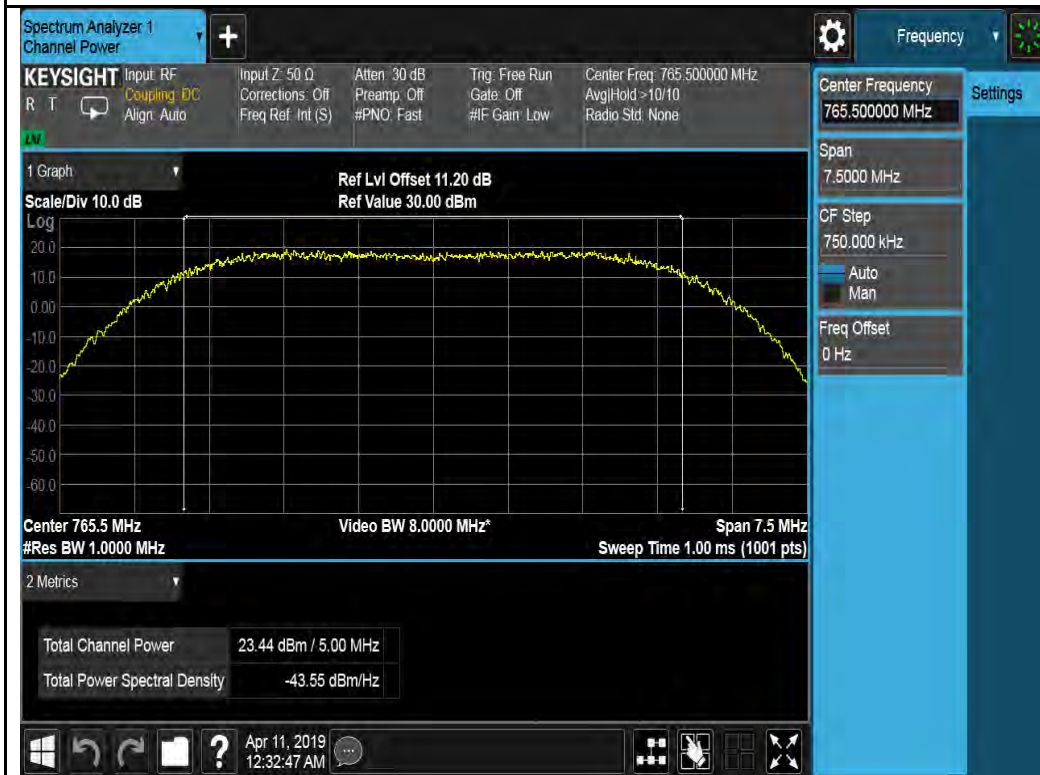 Spectrum Analyzer 1
Channel Power
+
Frequency
KEYSIGHT
R T
LNI
Input: RF
Coupling: DC
Align: Auto
Input Z: 50 Ω
Corrections: Off
Freq Ref: Int (S)
Atten: 30 dB
Preamp: Off
#PNO: Fast
Trig: Free Run
Gate: Off
#IF Gain: Low
Center Freq: 765.500000 MHz
Avg|Hold >10/10
Radio Std: None
Center Frequency
765.500000 MHz
Settings
Span
7.5000 MHz
CF Step
750.000 kHz
Auto
Man
Freq Offset
0 Hz
1 Graph
Ref Lvl Offset 11.20 dB
Scale/Div 10.0 dB
Ref Value 30.00 dBm
Log
20.0
10.0
0.00
-10.0
-20.0
-30.0
-40.0
-50.0
-60.0
Center 765.5 MHz
Video BW 8.0000 MHz*
Span 7.5 MHz
#Res BW 1.0000 MHz
Sweep Time 1.00 ms (1001 pts)
2 Metrics
Total Channel Power 23.44 dBm / 5.00 MHz
Total Power Spectral Density -43.55 dBm/Hz
?
Apr 11, 2019
12:32:47 AM